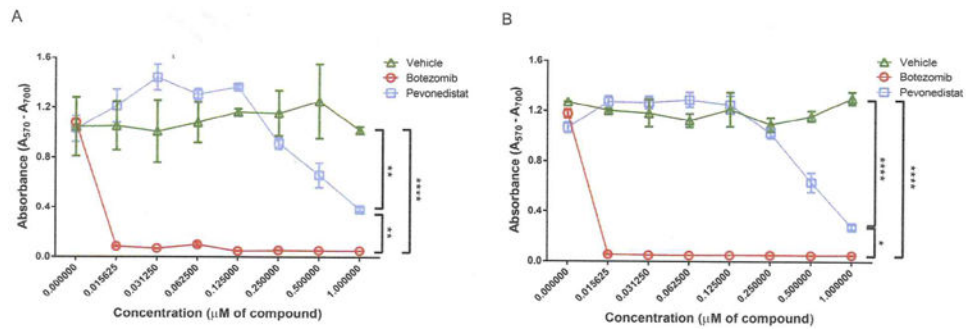 A
B
1.6
1.2
0.8
0.4
0.0
Absorbance (A570 - A700)
Vehicle
Botezomib
Pevonedistat
**
**
****
0.000000
0.015625
0.031250
0.062500
0.125000
0.250000
0.500000
1.000000
Concentration (μM of compound)
1.6
1.2
0.8
0.4
0.0
Absorbance (A570 - A700)
Vehicle
Botezomib
Pevonedistat
****
*
****
0.000000
0.015625
0.031250
0.062500
0.125000
0.250000
0.500000
1.000000
Concentration (μM of compound)